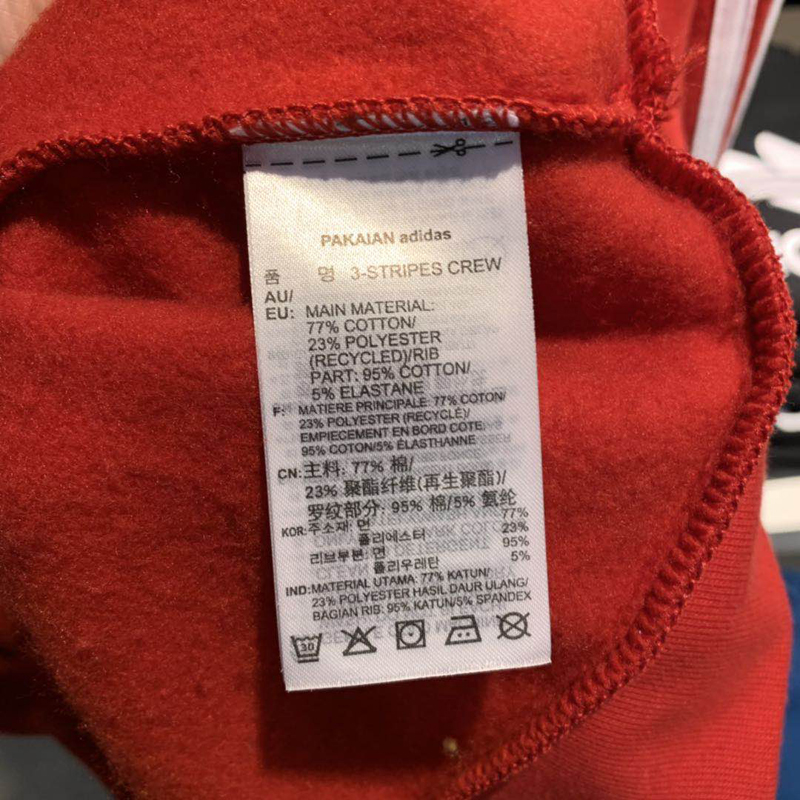 PAKAIAN adidas
품 명 3-STRIPES CREW
AU/
EU: MAIN MATERIAL:
77% COTTON/
23% POLYESTER
(RECYCLED)/RIB
PART: 95% COTTON/
5% ELASTANE
F: MATIERE PRINCIPALE: 77% COTON/
23% POLYESTER (RECYCLÉ)/
EMPIECEMENT EN BORD COTE:
95% COTON/5% ÉLASTHANNE
CN: 主料: 77% 棉/
23% 聚酯纤维(再生聚酯)/
罗纹部分: 95% 棉/5% 氨纶
KOR: 주소재: 면 77%
폴리에스터 23%
리브부분: 면 95%
폴리우레탄 5%
IND: MATERIAL UTAMA: 77% KATUN/
23% POLYESTER HASIL DAUR ULANG/
BAGIAN RIB: 95% KATUN/5% SPANDEX
30